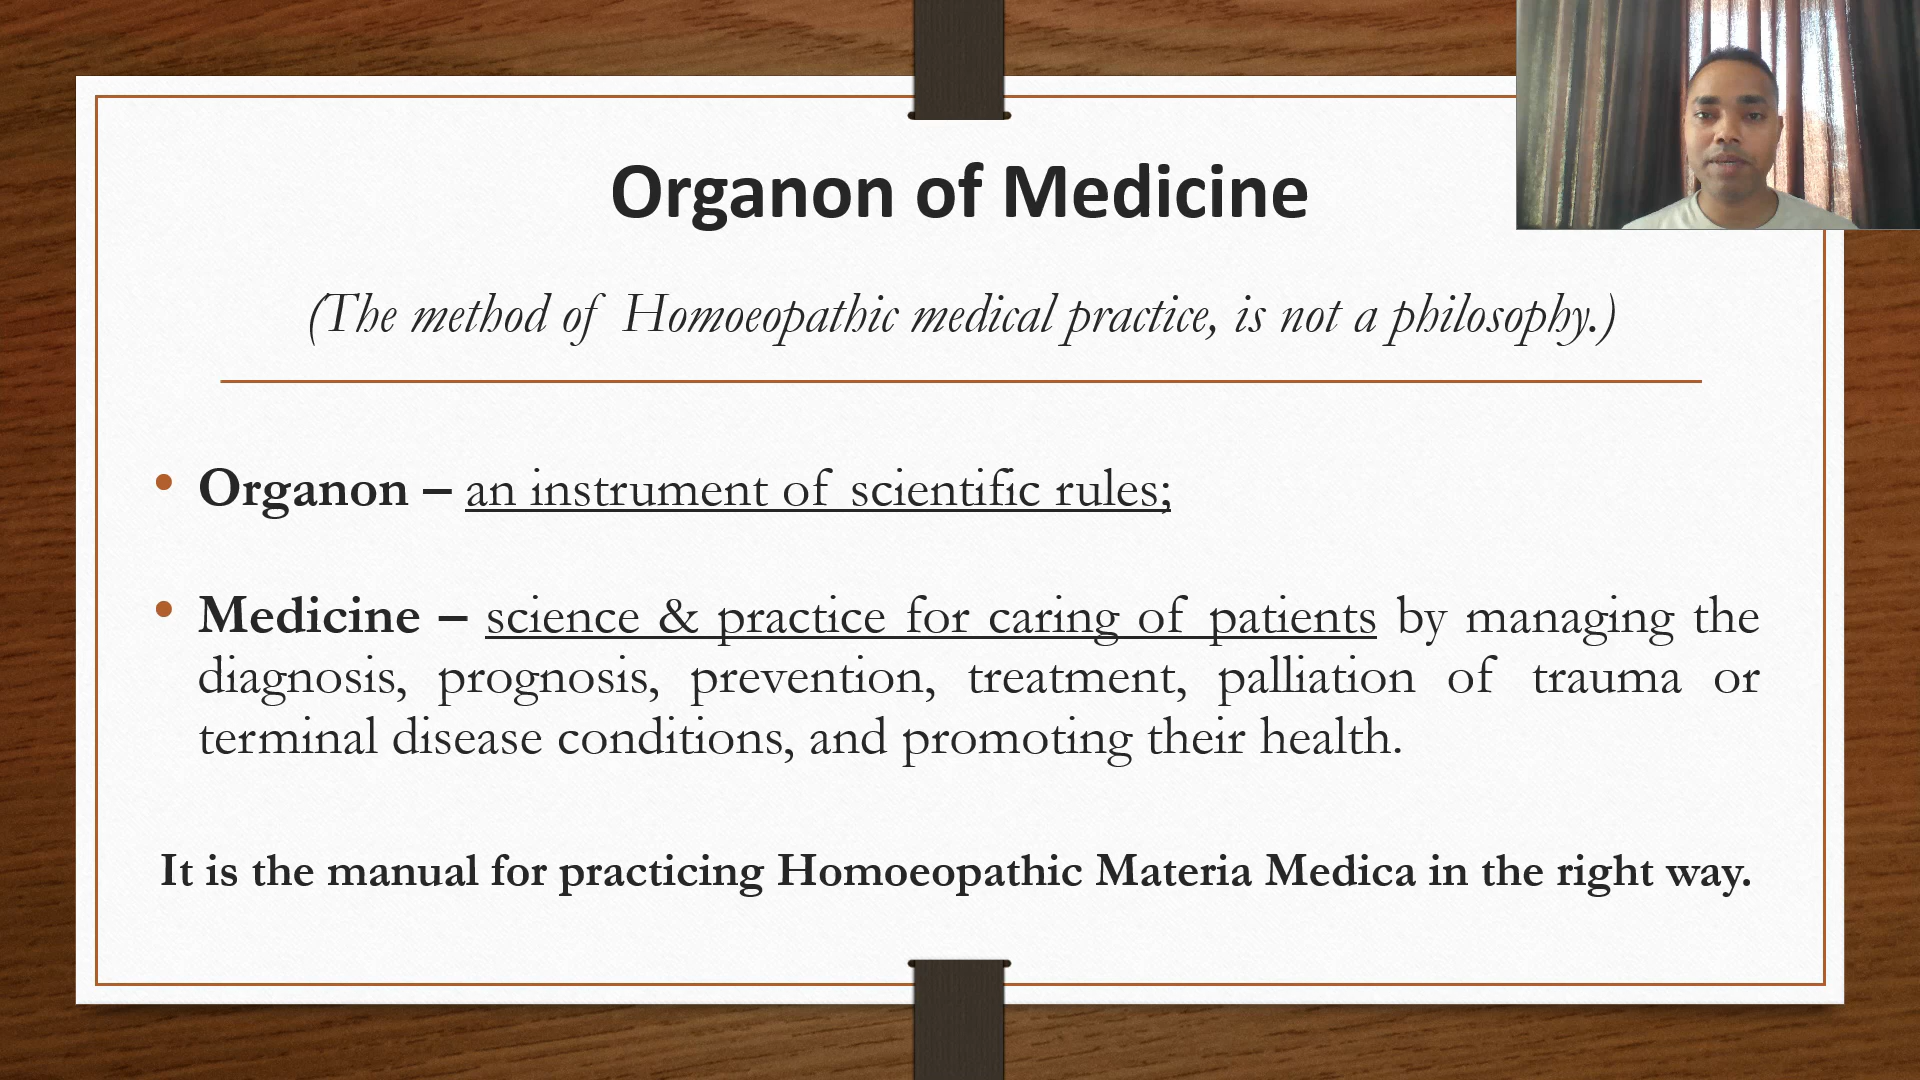 Organon of Medicine
(The method of Homoeopathic medical practice, is not a philosophy.)
• Organon – an instrument of scientific rules;
• Medicine – science & practice for caring of patients by managing the
diagnosis, prognosis, prevention, treatment, palliation of trauma or
terminal disease conditions, and promoting their health.
It is the manual for practicing Homoeopathic Materia Medica in the right way.